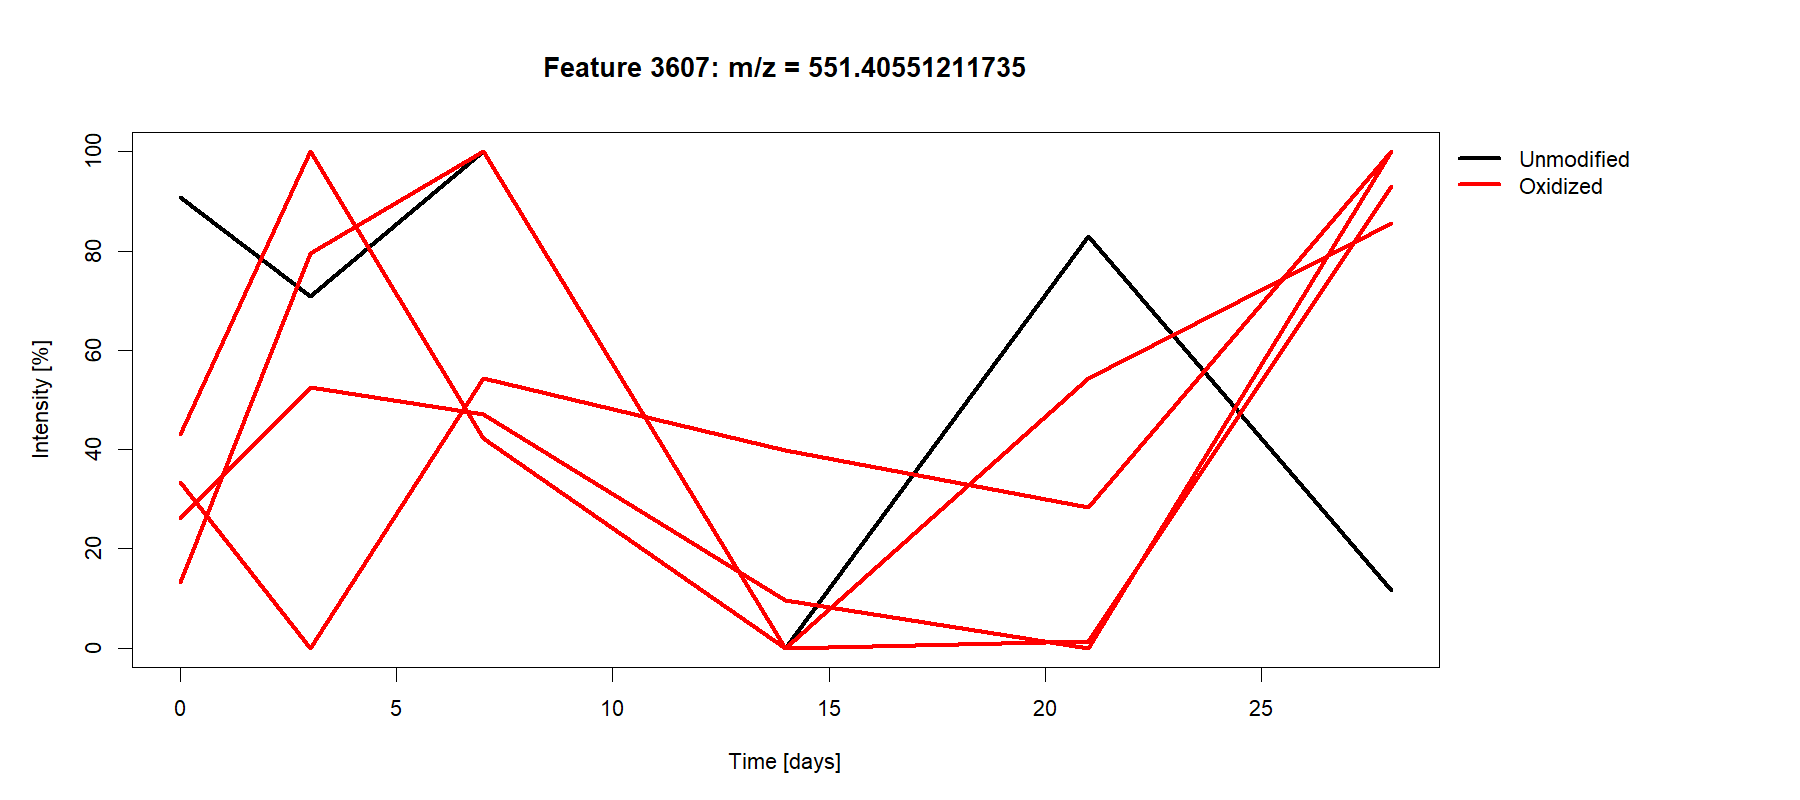 Feature 3607: m/z = 551.40551211735
Unmodified
Oxidized
Intensity [%]
100
80
60
40
20
0
0 5 10 15 20 25
Time [days]